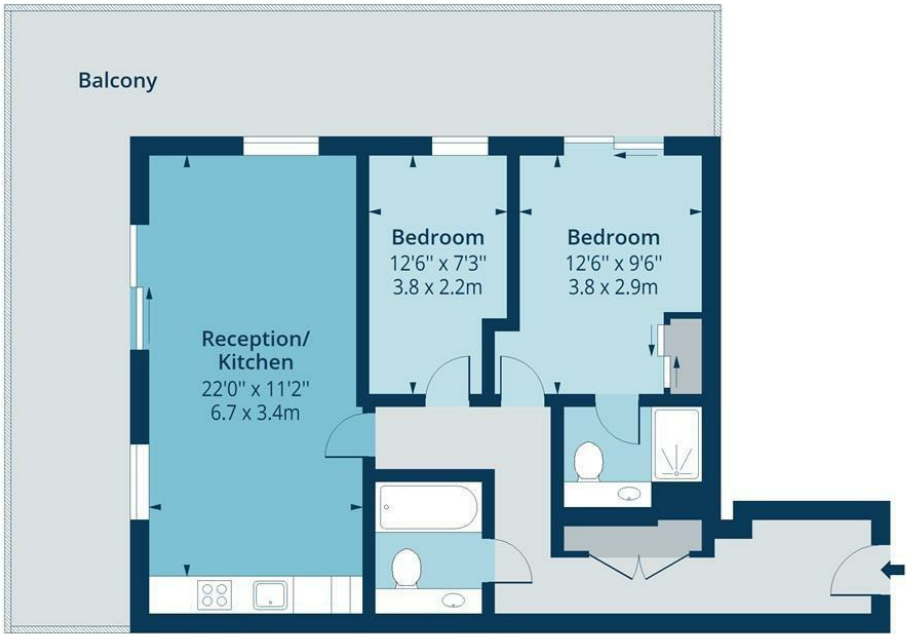 Balcony
Bedroom
12'6" x 7'3"
3.8 x 2.2m
Bedroom
12'6" x 9'6"
3.8 x 2.9m
Reception/
Kitchen
22'0" x 11'2"
6.7 x 3.4m